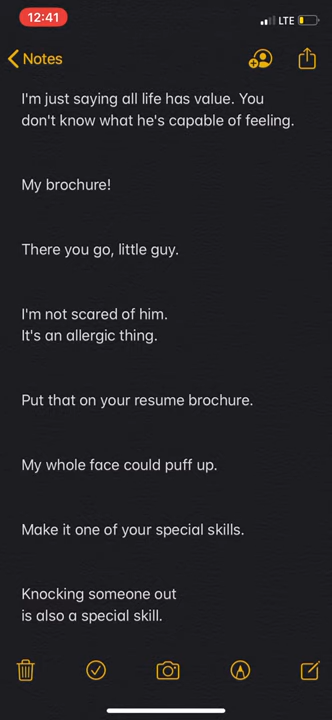 12:41
LTE
Notes
I'm just saying all life has value. You
don't know what he's capable of feeling.
My brochure!
There you go, little guy.
I'm not scared of him.
It's an allergic thing.
Put that on your resume brochure.
My whole face could puff up.
Make it one of your special skills.
Knocking someone out
is also a special skill.